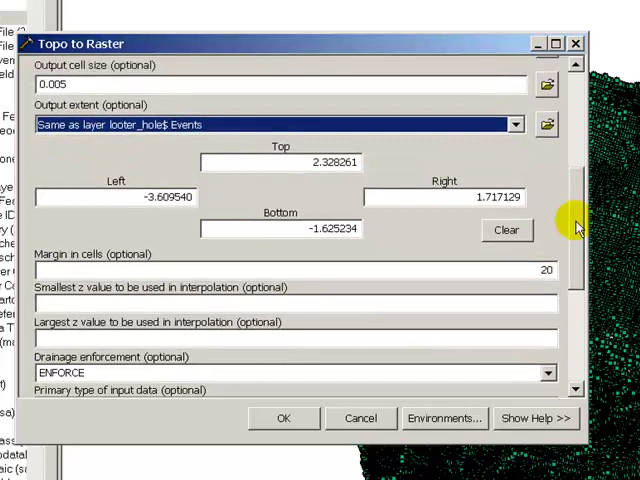 Topo to Raster
Output cell size (optional)
0.005
Output extent (optional)
Same as layer looter_hole$ Events
Top
2.328261
Left
Right
-3.609540
1.717129
Bottom
-1.625234
Clear
Margin in cells (optional)
20
Smallest z value to be used in interpolation (optional)
Largest z value to be used in interpolation (optional)
Drainage enforcement (optional)
ENFORCE
Primary type of input data (optional)
OK
Cancel
Environments...
Show Help >>